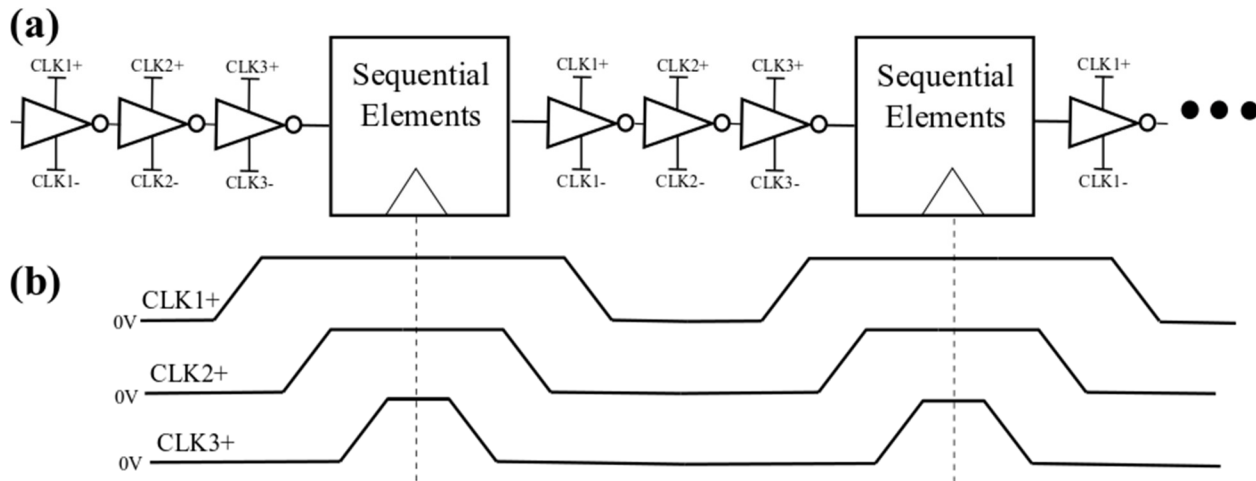 (a)
CLK1+ CLK2+ CLK3+ CLK1+ CLK2+ CLK3+ CLK1+
Sequential
Elements
Sequential
Elements
CLK1- CLK2- CLK3- CLK1- CLK2- CLK3- CLK1-
(b)
CLK1+
0V
CLK2+
0V
CLK3+
0V